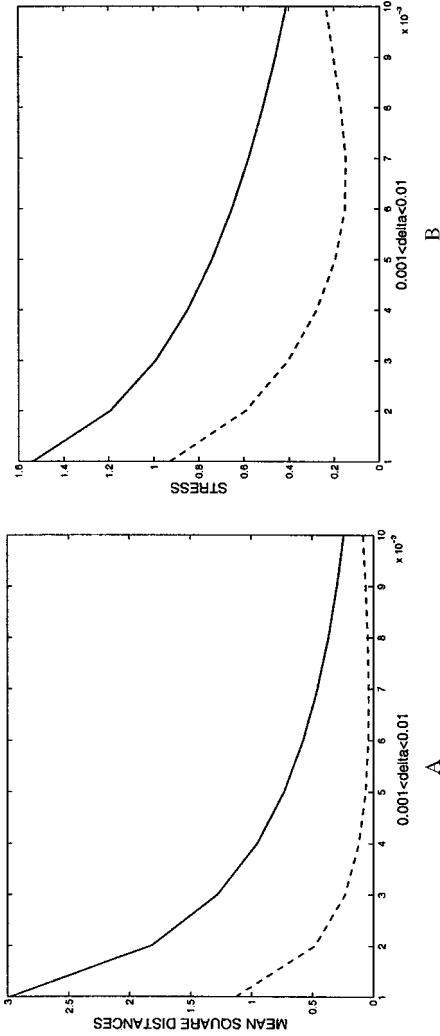 MEAN SQUARE DISTANCES
3
2.5
2
1.5
1
0.5
0
1 2 3 4 5 6 7 8 9 10
x 10⁻³
0.001<delta<0.01
A
STRESS
1.6
1.4
1.2
1
0.8
0.6
0.4
0.2
0
1 2 3 4 5 6 7 8 9 10
x 10⁻³
0.001<delta<0.01
B